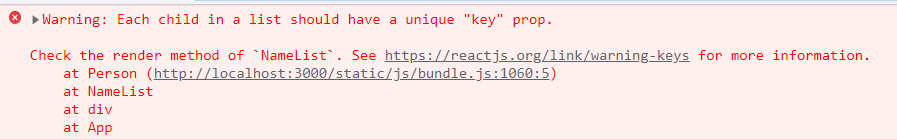 Warning: Each child in a list should have a unique "key" prop.
Check the render method of `NameList`. See https://reactjs.org/link/warning-keys for more information.
at Person (http://localhost:3000/static/js/bundle.js:1060:5)
at NameList
at div
at App